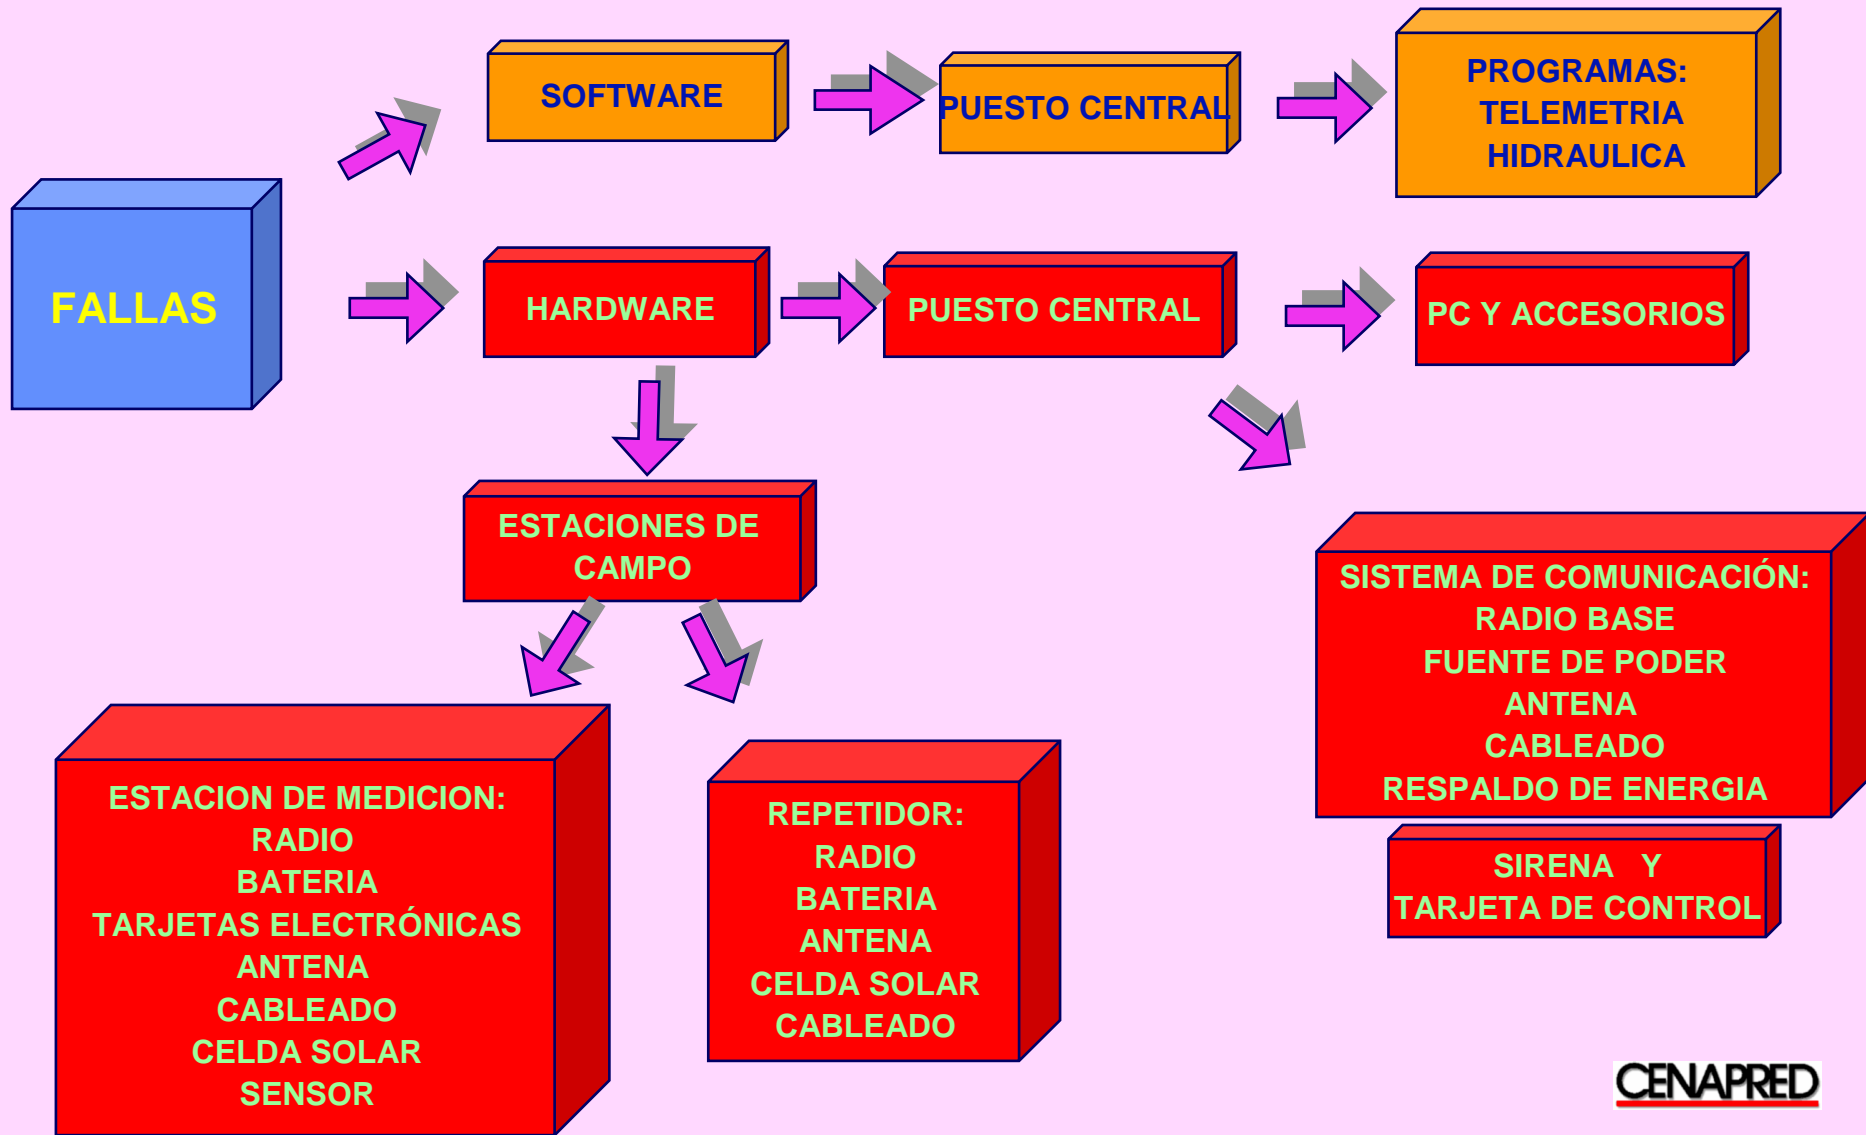 SOFTWARE
PUESTO CENTRAL
PROGRAMAS:
TELEMETRIA
HIDRAULICA
FALLAS
HARDWARE
PUESTO CENTRAL
PC Y ACCESORIOS
ESTACIONES DE
CAMPO
SISTEMA DE COMUNICACIÓN:
RADIO BASE
FUENTE DE PODER
ANTENA
CABLEADO
RESPALDO DE ENERGIA
SIRENA Y
TARJETA DE CONTROL
ESTACION DE MEDICION:
RADIO
BATERIA
TARJETAS ELECTRÓNICAS
ANTENA
CABLEADO
CELDA SOLAR
SENSOR
REPETIDOR:
RADIO
BATERIA
ANTENA
CELDA SOLAR
CABLEADO
CENAPRED